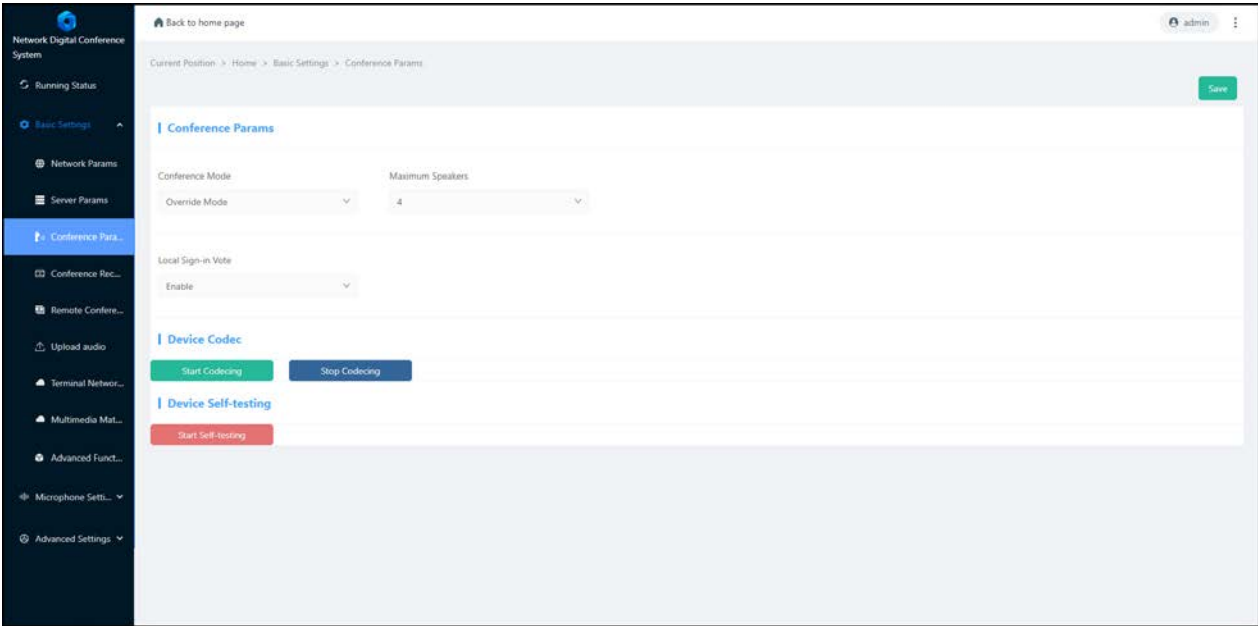 Network Digital Conference
System
Back to home page
admin
Current Position > Home > Basic Settings > Conference Params
Save
Running Status
Basic Settings
Network Params
Server Params
Conference Para...
Conference Rec...
Remote Confere...
Upload audio
Terminal Networ...
Multimedia Mat...
Advanced Funct...
Microphone Setti...
Advanced Settings
Conference Params
Conference Mode
Maximum Speakers
Override Mode
4
Local Sign-in Vote
Enable
Device Codec
Start Codecing
Stop Codecing
Device Self-testing
Start Self-testing